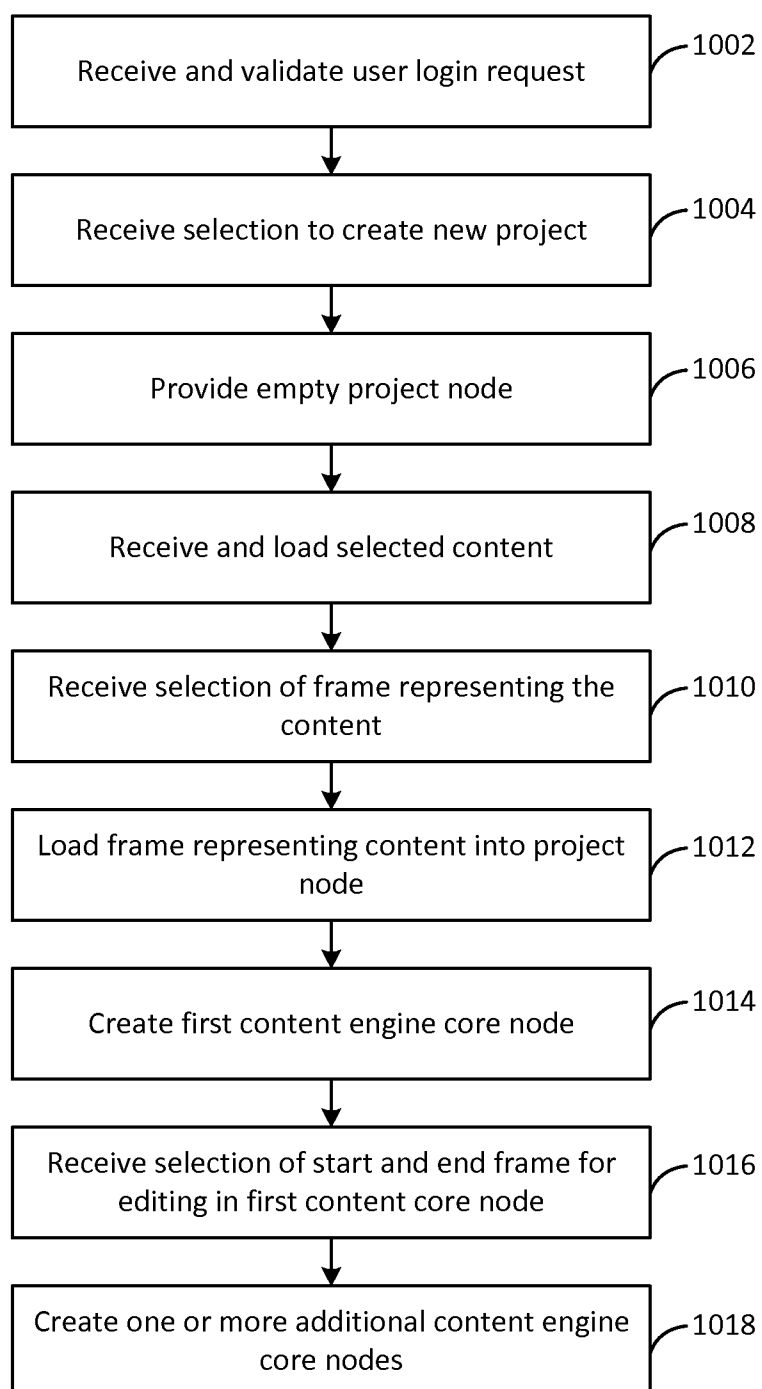 Receive and validate user login request
1002
Receive selection to create new project
1004
Provide empty project node
1006
Receive and load selected content
1008
Receive selection of frame representing the
content
1010
Load frame representing content into project
node
1012
Create first content engine core node
1014
Receive selection of start and end frame for
editing in first content core node
1016
Create one or more additional content engine
core nodes
1018